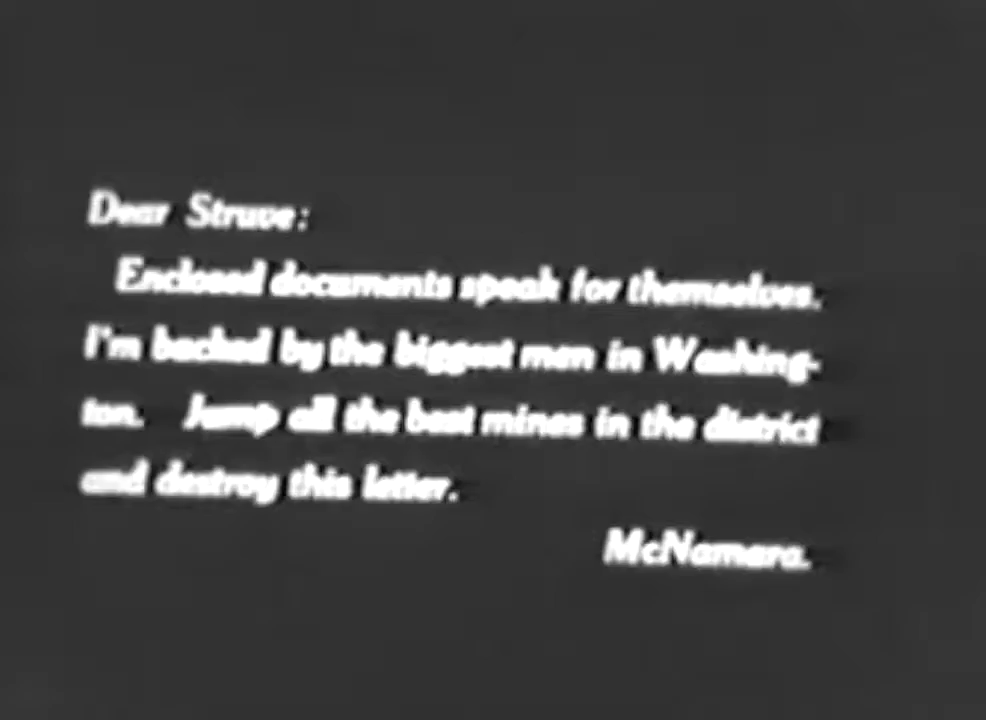 Dear Struve:
Enclosed documents speak for themselves.
I'm backed by the biggest men in Washing-
ton. Jump all the best mines in the district
and destroy this letter.
McNamara.